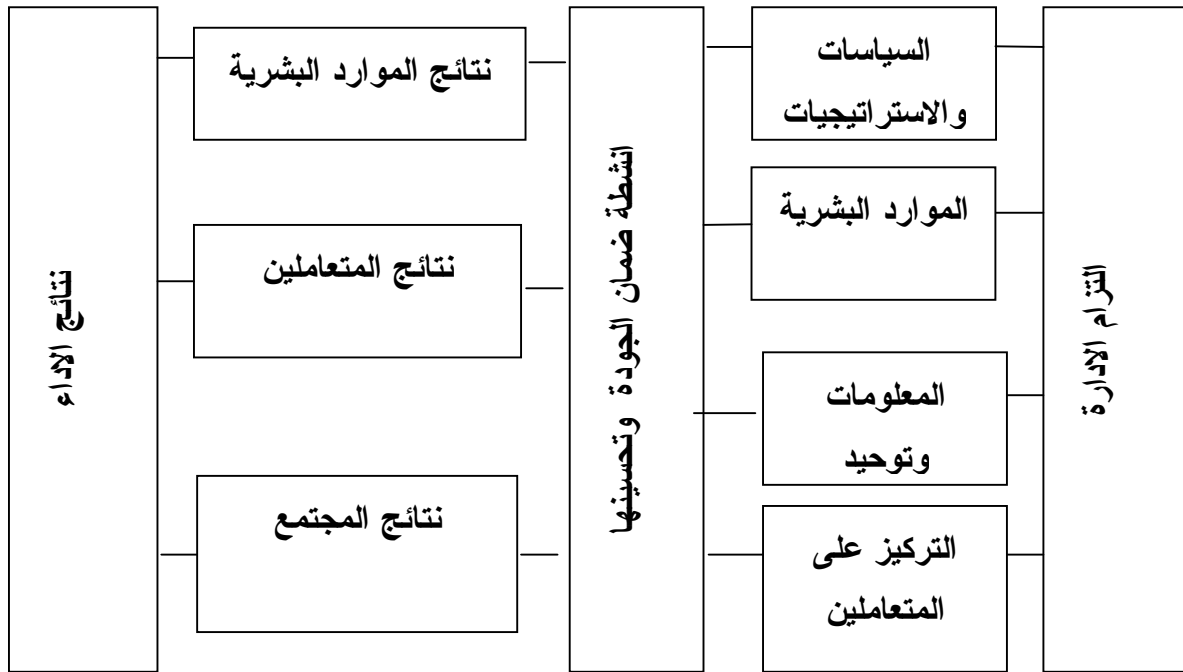 التزام الادارة
السياسات
والاستراتيجيات
الموارد البشرية
المعلومات
وتوحيد
التركيز على
المتعاملين
انشطة ضمان الجودة وتحسينها
نتائج الموارد البشرية
نتائج المتعاملين
نتائج المجتمع
نتائج الاداء